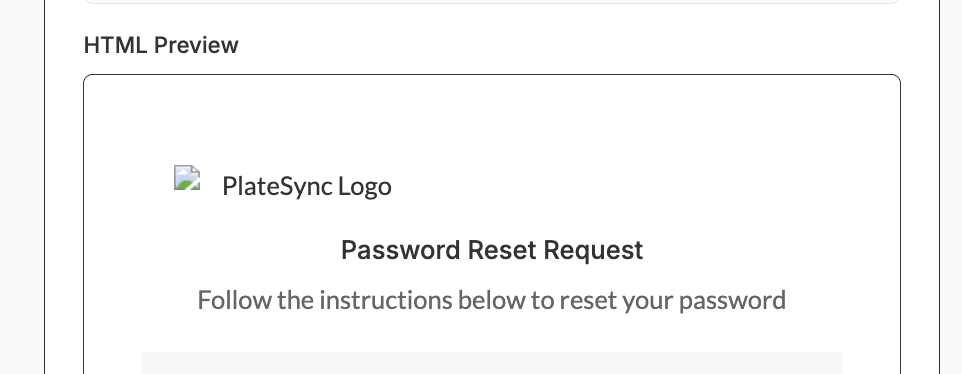 HTML Preview
PlateSync Logo
Password Reset Request
Follow the instructions below to reset your password